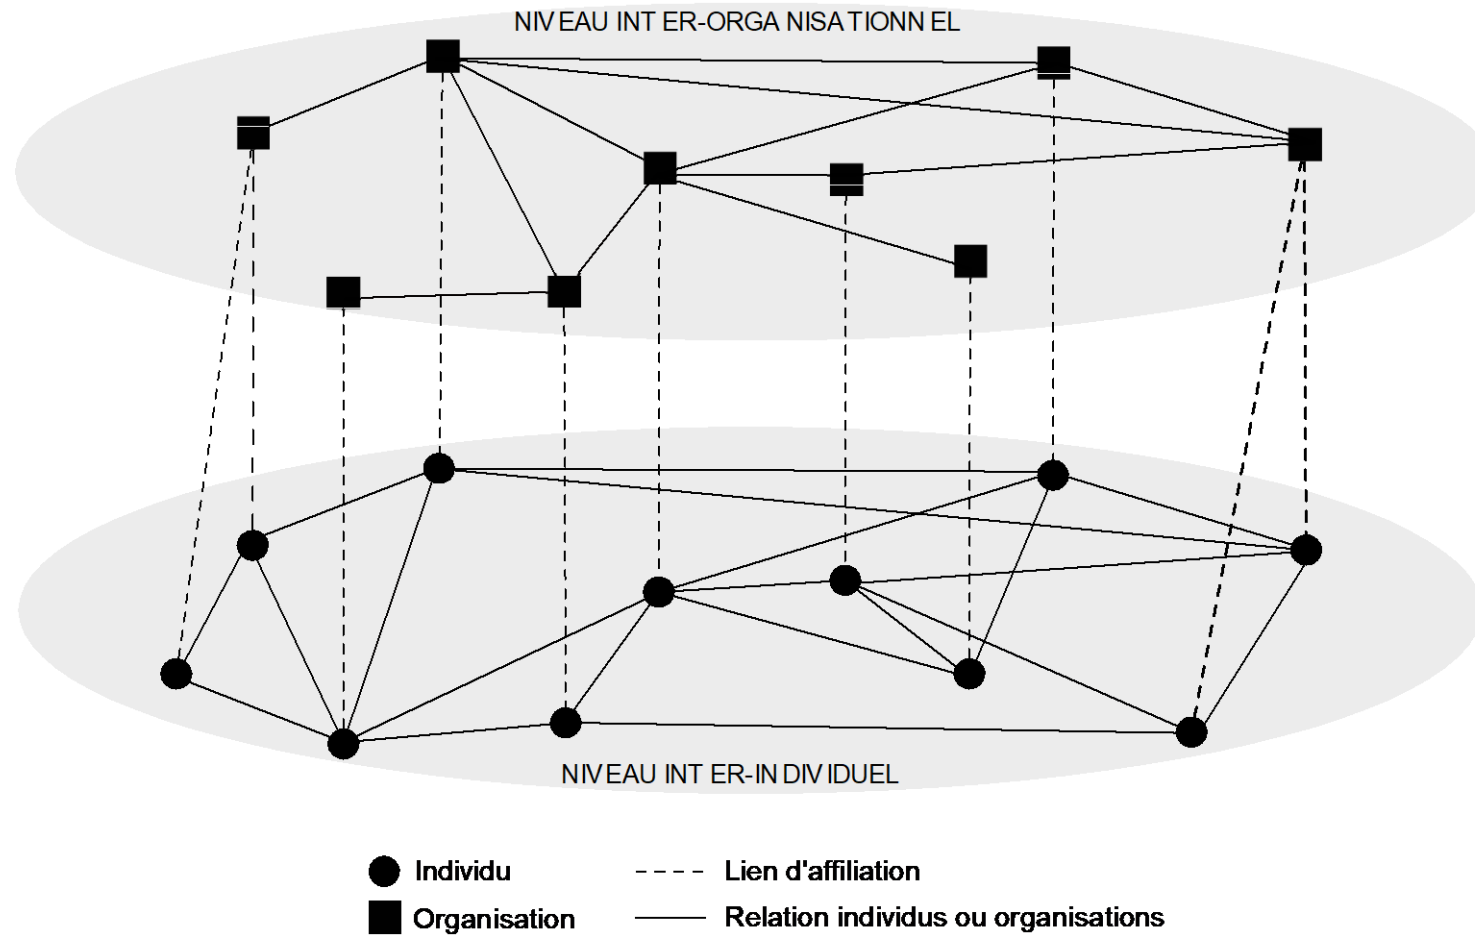 NIVEAU INTER-ORGANISATIONNEL
NIVEAU INTER-INDIVIDUEL
Individu
Lien d'affiliation
Organisation
Relation individus ou organisations